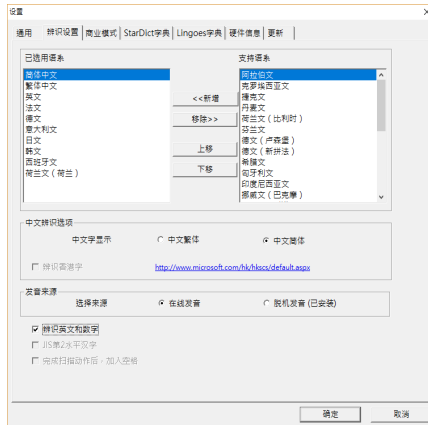 设置
通用 辨识设置 商业模式 StarDict字典 Lingoes字典 硬件信息 更新
已选用语系 支持语系
简体中文
繁体中文
英文
法文
德文
意大利文
日文
韩文
西班牙文
荷兰文 ( 荷兰 )
<<新增
移除>>
上移
下移
阿拉伯文
克罗埃西亚文
捷克文
丹麦文
荷兰文 ( 比利时 )
芬兰文
德文 ( 卢森堡 )
德文 ( 新拼法 )
希腊文
匈牙利文
印度尼西亚文
挪威文 ( 巴克摩 )
中文辨识选项
中文字显示 中文繁体 中文简体
辨识香港字 http://www.microsoft.com/hk/hkscs/default.aspx
发音来源
选择来源 在线发音 脱机发音 (已安装)
辨识英文和数字
JIS第2水平汉字
完成扫描动作后，加入空格
确定 取消